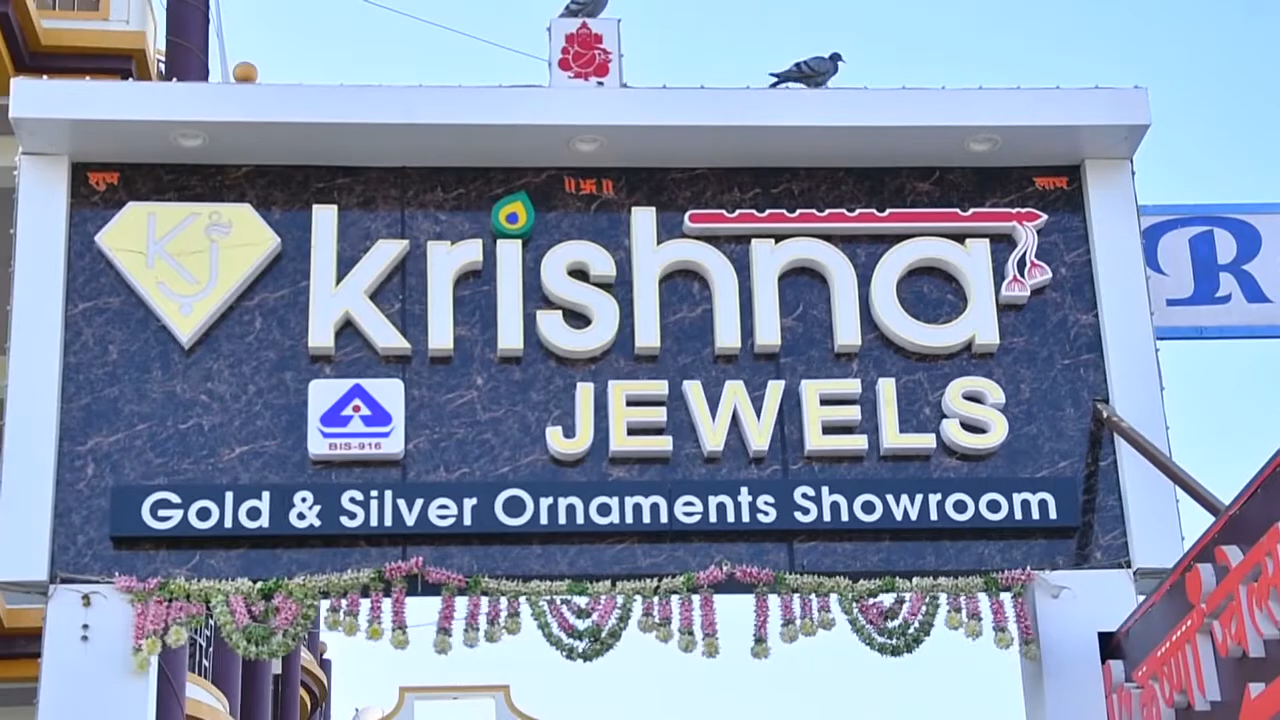 शुभ ॥卐॥ लाभ
KJ
krishna
JEWELS
BIS-916
Gold & Silver Ornaments Showroom
R